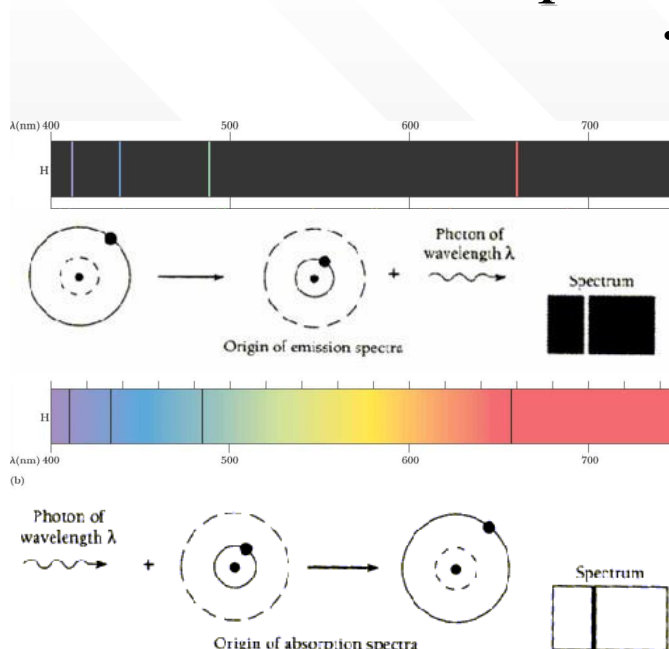 λ(nm) 400 500 600 700
H
Photon of
wavelength λ
+
Spectrum
Origin of emission spectra
H
λ(nm) 400 500 600 700
(b)
Photon of
wavelength λ
+
Spectrum
Origin of absorption spectra